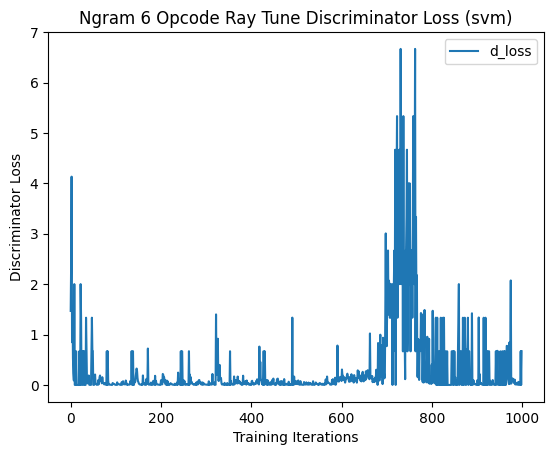 Ngram 6 Opcode Ray Tune Discriminator Loss (svm)
d_loss
7
6
5
4
3
2
1
0
Discriminator Loss
0 200 400 600 800 1000
Training Iterations